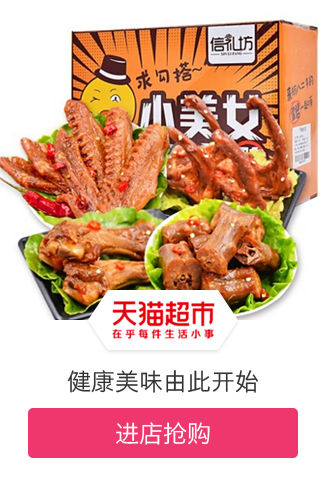 信礼坊
求勾搭~
小美女
天猫超市
在乎每件生活小事
健康美味由此开始
进店抢购